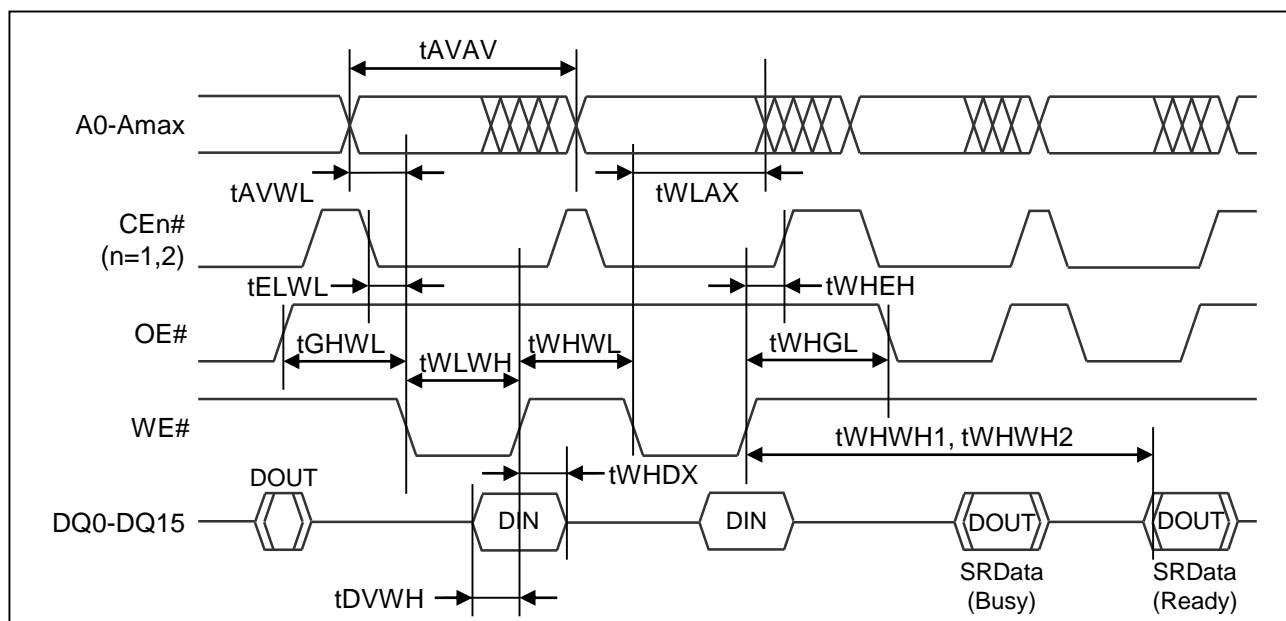 tAVAV
A0-Amax
tAVWL
tWLAX
CEn#
(n=1,2)
tELWL
tWHEH
OE#
tGHWL
tWLWH
tWHWL
tWHGL
WE#
tWHWH1, tWHWH2
tWHDX
DOUT
DQ0-DQ15
DIN
DIN
DOUT
DOUT
SRData
(Busy)
SRData
(Ready)
tDVWH